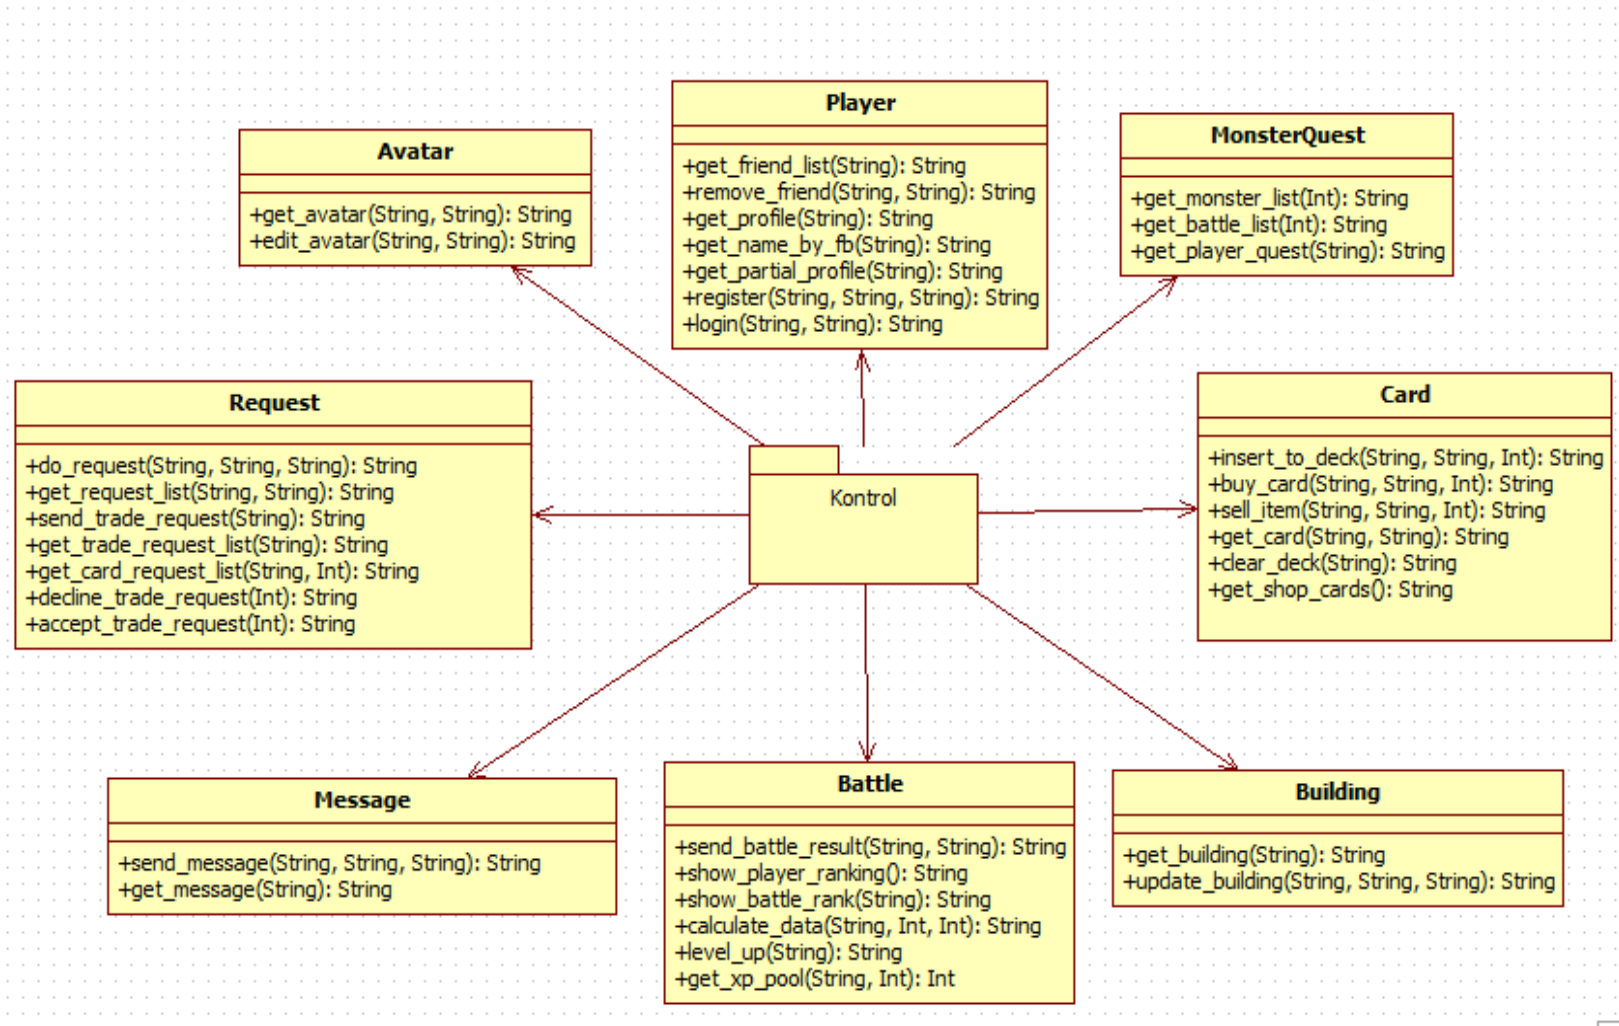 Player
+get_friend_list(String): String
+remove_friend(String, String): String
+get_profile(String): String
+get_name_by_fb(String): String
+get_partial_profile(String): String
+register(String, String, String): String
+login(String, String): String
MonsterQuest
+get_monster_list(Int): String
+get_battle_list(Int): String
+get_player_quest(String): String
Avatar
+get_avatar(String, String): String
+edit_avatar(String, String): String
Request
+do_request(String, String, String): String
+get_request_list(String, String): String
+send_trade_request(String): String
+get_trade_request_list(String): String
+get_card_request_list(String, Int): String
+decline_trade_request(Int): String
+accept_trade_request(Int): String
Kontrol
Card
+insert_to_deck(String, String, Int): String
+buy_card(String, String, Int): String
+sell_item(String, String, Int): String
+get_card(String, String): String
+clear_deck(String): String
+get_shop_cards(): String
Message
+send_message(String, String, String): String
+get_message(String): String
Battle
+send_battle_result(String, String): String
+show_player_ranking(): String
+show_battle_rank(String): String
+calculate_data(String, Int, Int): String
+level_up(String): String
+get_xp_pool(String, Int): Int
Building
+get_building(String): String
+update_building(String, String, String): String